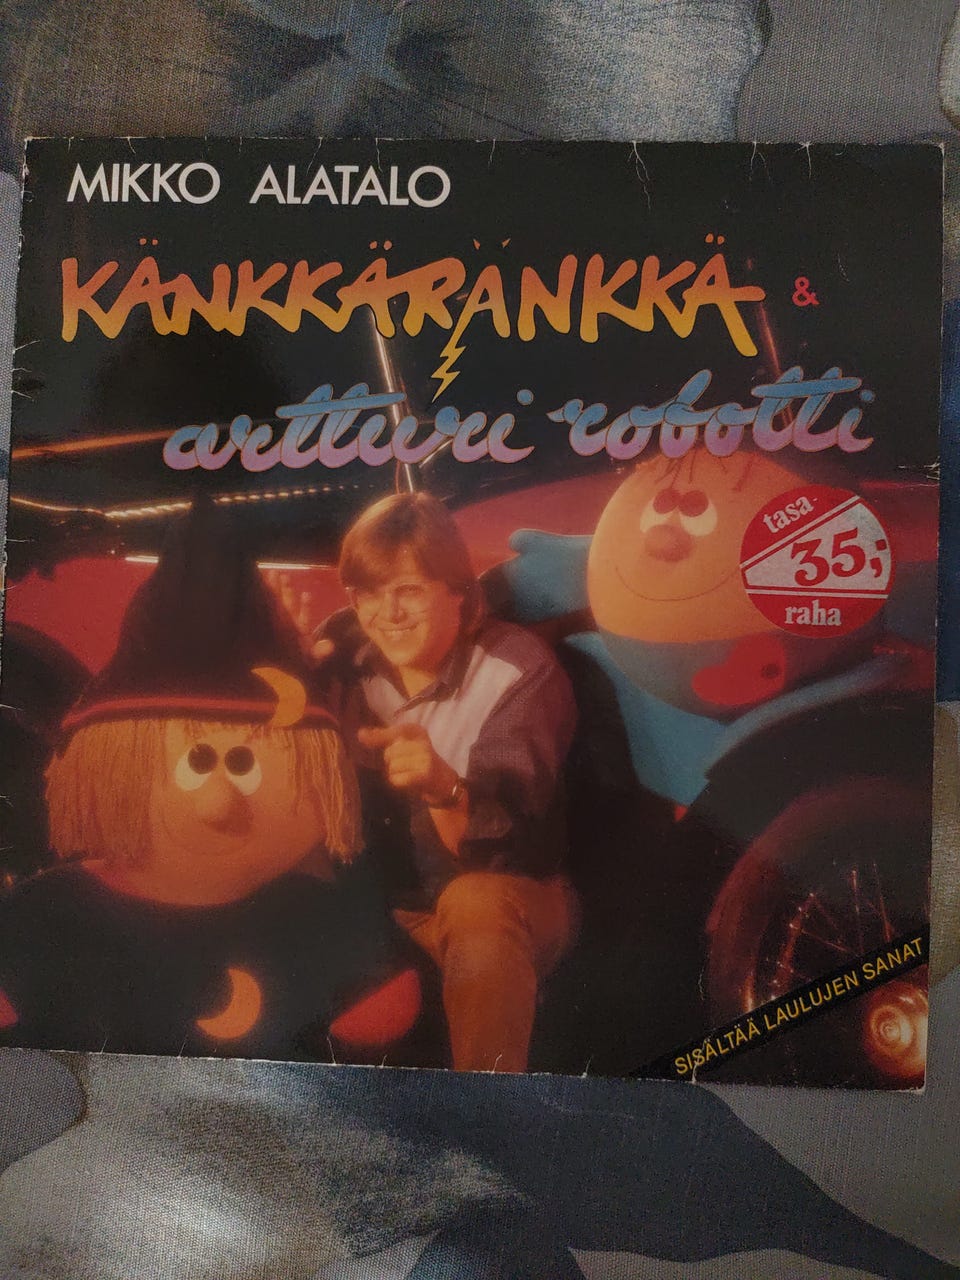 MIKKO ALATALO
KÄNKKÄRÄNKKÄ &
artturi robotti
tasa-
35,-
raha
SISÄLTÄÄ LAULUJEN SANAT